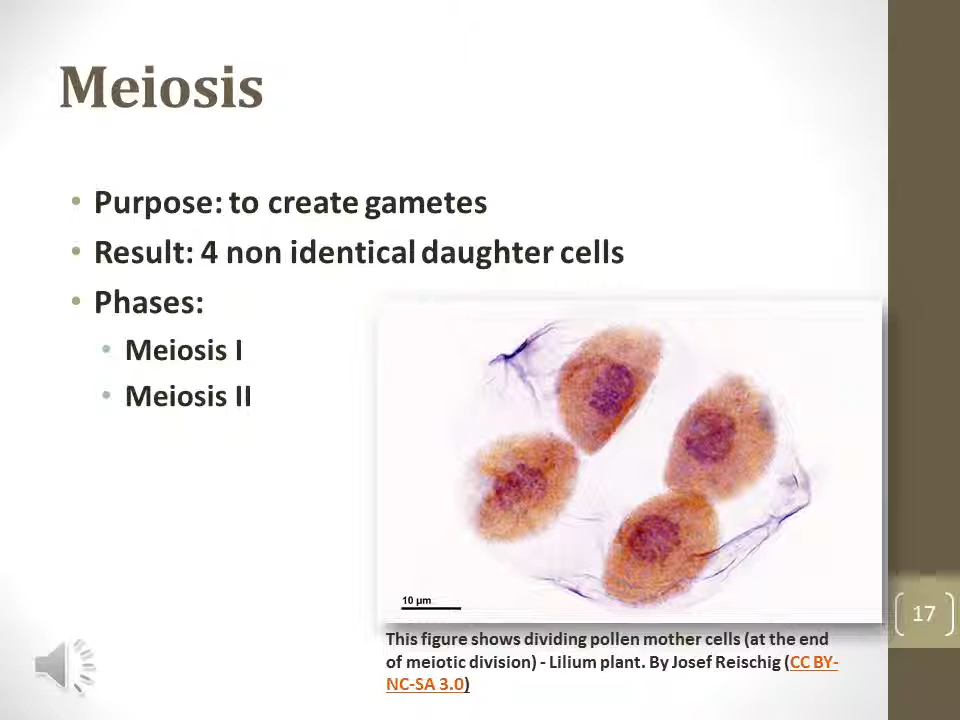 Meiosis
• Purpose: to create gametes
• Result: 4 non identical daughter cells
• Phases:
• Meiosis I
• Meiosis II
10 µm
17
This figure shows dividing pollen mother cells (at the end
of meiotic division) - Lilium plant. By Josef Reischig (CC BY-
NC-SA 3.0)